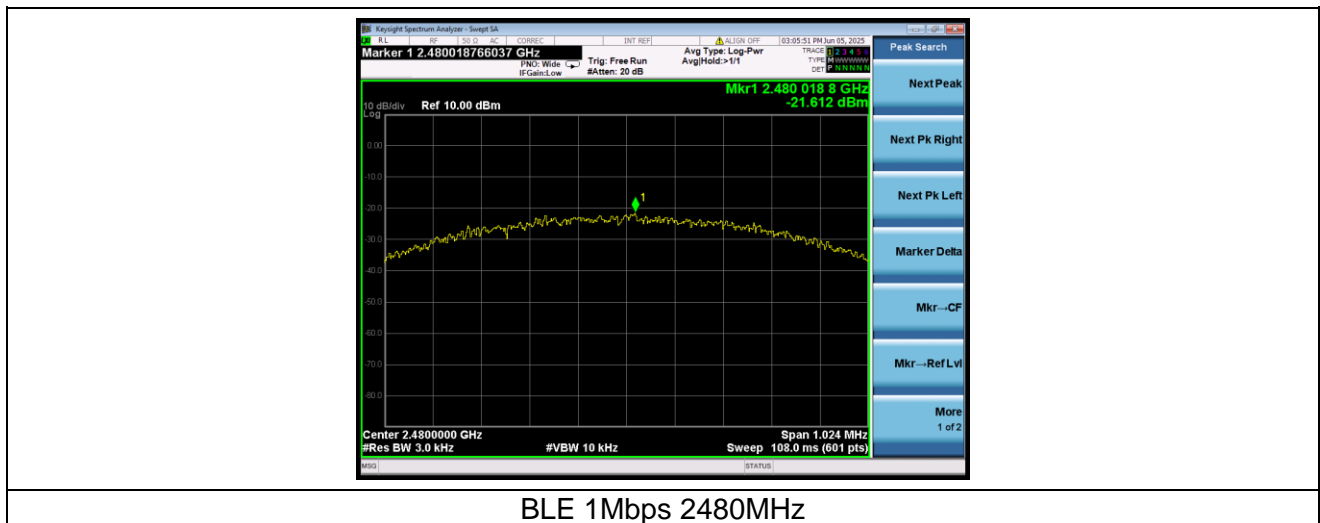 Keysight Spectrum Analyzer - Swept SA
RL RF 50 Ω AC CORREC INT REF ALIGN OFF 03:05:51 PM Jun 05, 2025
Marker 1 2.480018766037 GHz
PNO: Wide
IFGain:Low
Trig: Free Run
#Atten: 20 dB
Avg Type: Log-Pwr
Avg|Hold:>1/1
TRACE 1 2 3 4 5 6
TYPE M W W W W W
DET P N N N N N
Peak Search
Mkr1 2.480 018 8 GHz
-21.612 dBm
10 dB/div Ref 10.00 dBm
Log
0.00
-10.0
-20.0
-30.0
-40.0
-50.0
-60.0
-70.0
-80.0
1
Center 2.4800000 GHz
Span 1.024 MHz
#Res BW 3.0 kHz
#VBW 10 kHz
Sweep 108.0 ms (601 pts)
MSG
STATUS
Next Peak
Next Pk Right
Next Pk Left
Marker Delta
Mkr→CF
Mkr→Ref Lvl
More
1 of 2
BLE 1Mbps 2480MHz